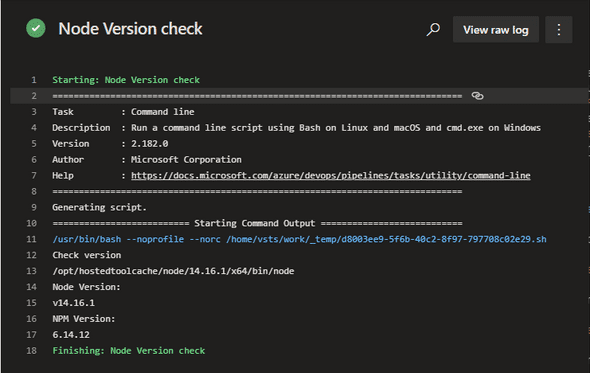 Node Version check
View raw log
1 Starting: Node Version check
2 ==============================================================================
3 Task         : Command line
4 Description  : Run a command line script using Bash on Linux and macOS and cmd.exe on Windows
5 Version      : 2.182.0
6 Author       : Microsoft Corporation
7 Help         : https://docs.microsoft.com/azure/devops/pipelines/tasks/utility/command-line
8 ==============================================================================
9 Generating script.
10 ========================== Starting Command Output ===========================
11 /usr/bin/bash --noprofile --norc /home/vsts/work/_temp/d8003ee9-5f6b-40c2-8f97-797708c02e29.sh
12 Check version
13 /opt/hostedtoolcache/node/14.16.1/x64/bin/node
14 Node Version:
15 v14.16.1
16 NPM Version:
17 6.14.12
18 Finishing: Node Version check